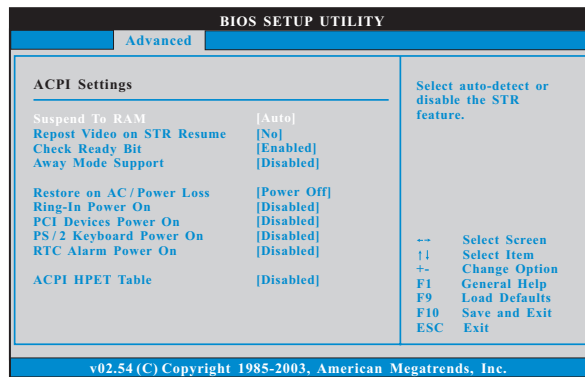 BIOS SETUP UTILITY
Advanced
ACPI Settings
Suspend To RAM [Auto]
Repost Video on STR Resume [No]
Check Ready Bit [Enabled]
Away Mode Support [Disabled]
Restore on AC / Power Loss [Power Off]
Ring-In Power On [Disabled]
PCI Devices Power On [Disabled]
PS / 2 Keyboard Power On [Disabled]
RTC Alarm Power On [Disabled]
ACPI HPET Table [Disabled]
Select auto-detect or
disable the STR
feature.
←→ Select Screen
↑↓ Select Item
+- Change Option
F1 General Help
F9 Load Defaults
F10 Save and Exit
ESC Exit
v02.54 (C) Copyright 1985-2003, American Megatrends, Inc.